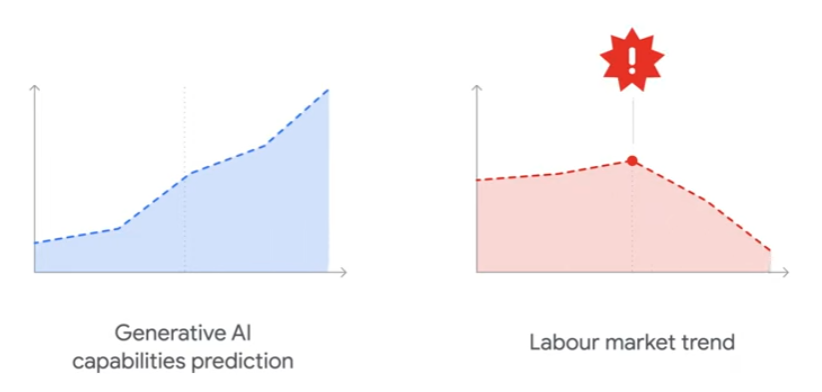 !
Generative AI
capabilities prediction
Labour market trend